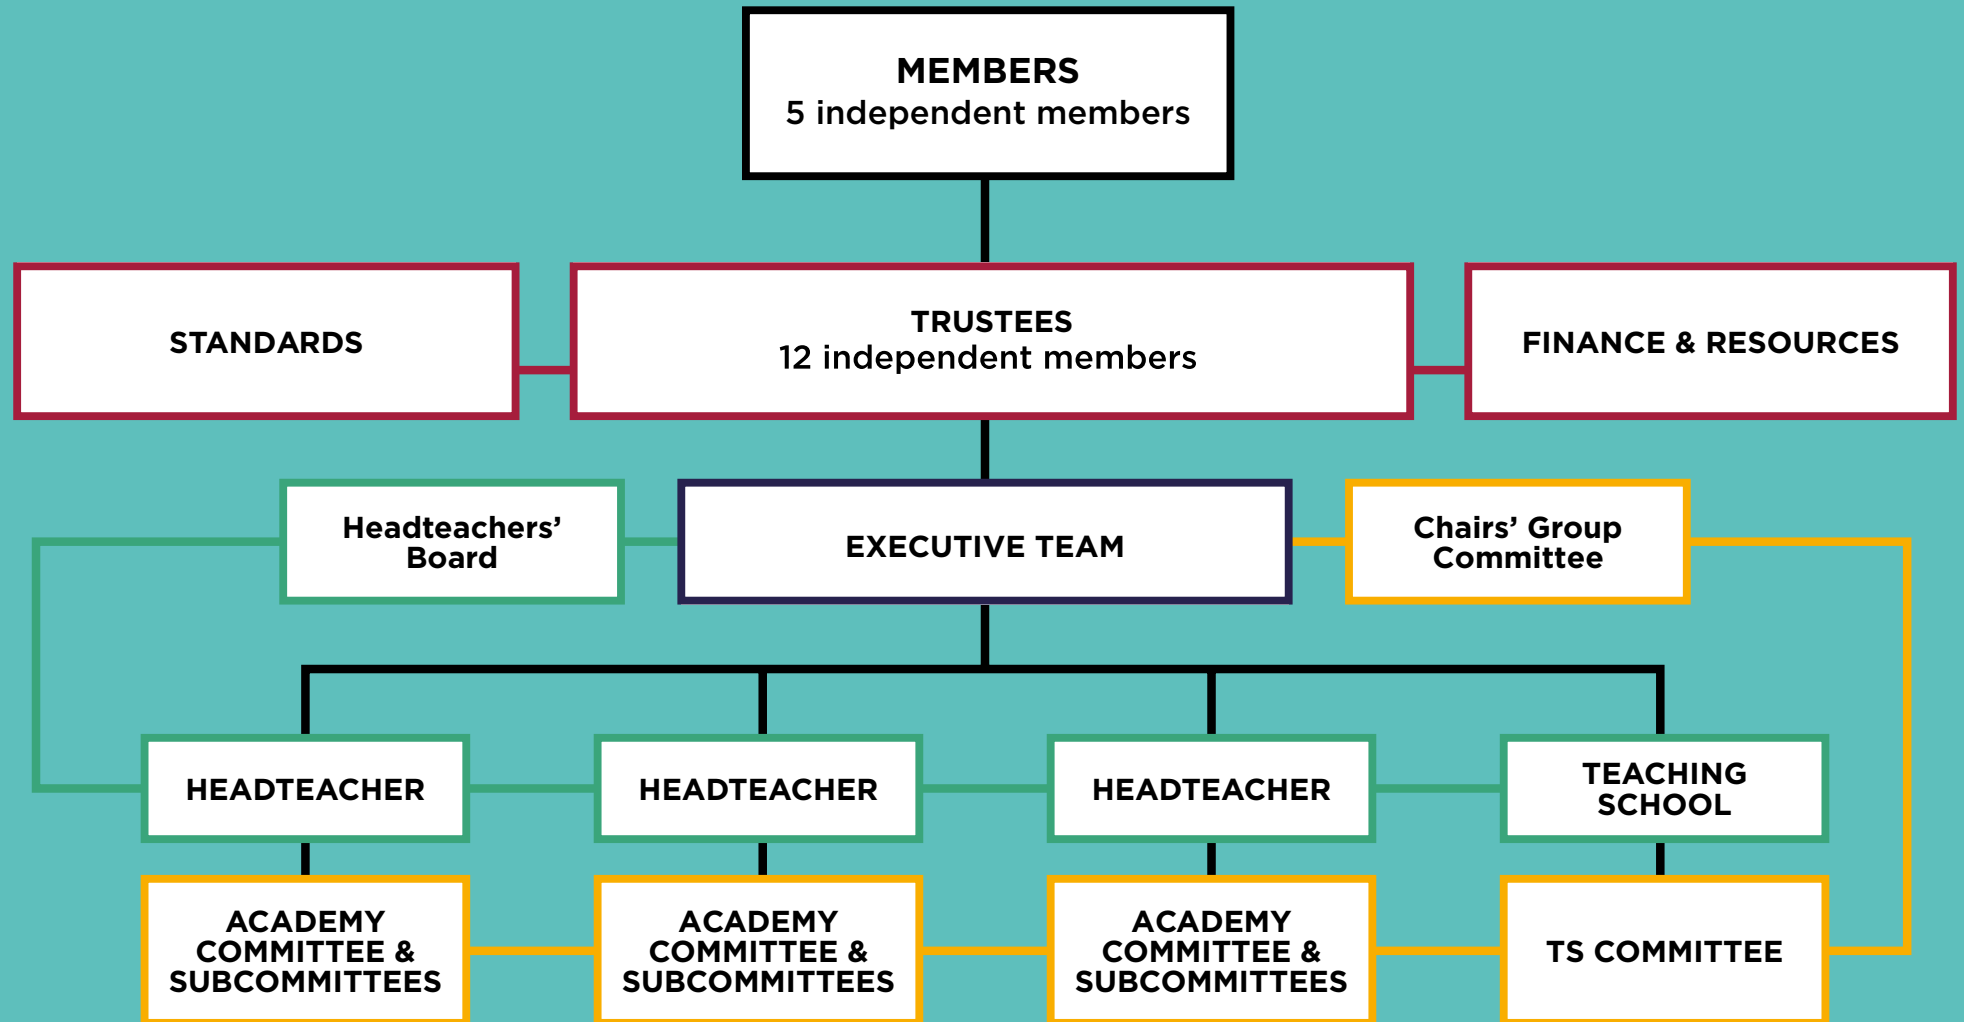 MEMBERS
5 independent members
STANDARDS
TRUSTEES
12 independent members
FINANCE & RESOURCES
Headteachers’
Board
EXECUTIVE TEAM
Chairs’ Group
Committee
HEADTEACHER
HEADTEACHER
HEADTEACHER
TEACHING
SCHOOL
ACADEMY
COMMITTEE &
SUBCOMMITTEES
ACADEMY
COMMITTEE &
SUBCOMMITTEES
ACADEMY
COMMITTEE &
SUBCOMMITTEES
TS COMMITTEE